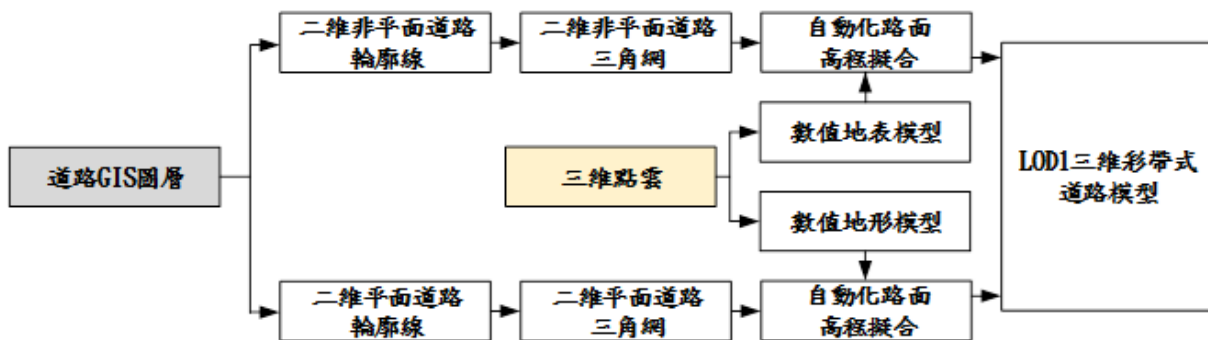 二維非平面道路
輪廓線
二維非平面道路
三角網
自動化路面
高程擬合
數值地表模型
道路GIS圖層
三維點雲
LOD1三維彩帶式
道路模型
數值地形模型
二維平面道路
輪廓線
二維平面道路
三角網
自動化路面
高程擬合